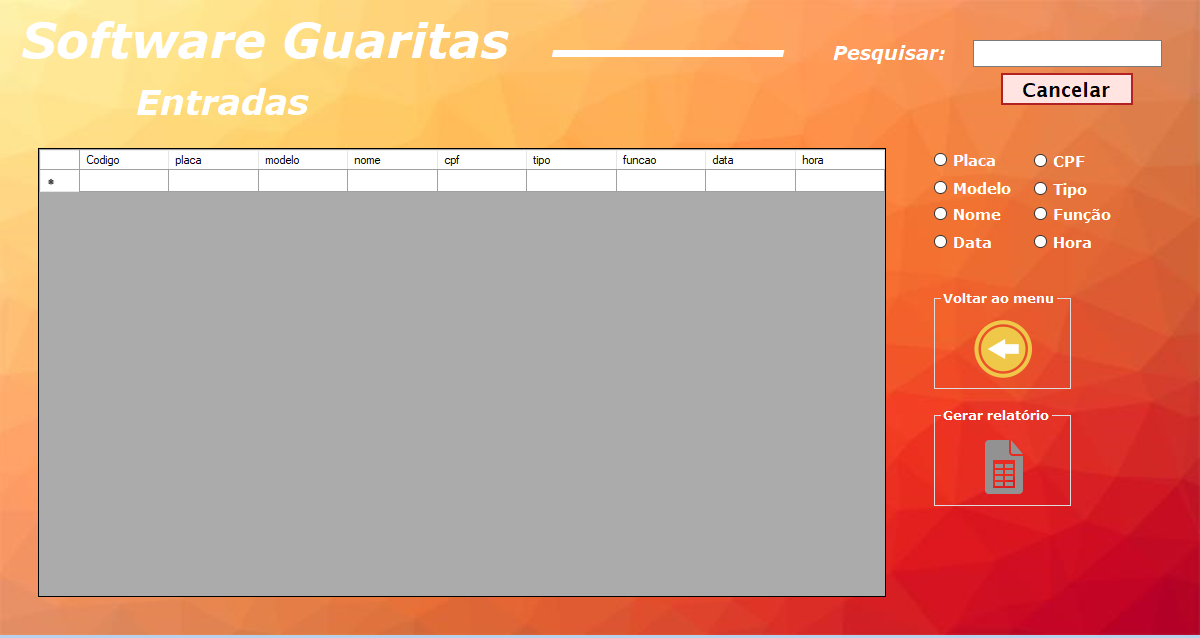 Software Guaritas
Pesquisar:
Cancelar
Entradas
Codigo placa modelo nome cpf tipo funcao data hora
*
Placa CPF
Modelo Tipo
Nome Função
Data Hora
Voltar ao menu
Gerar relatório